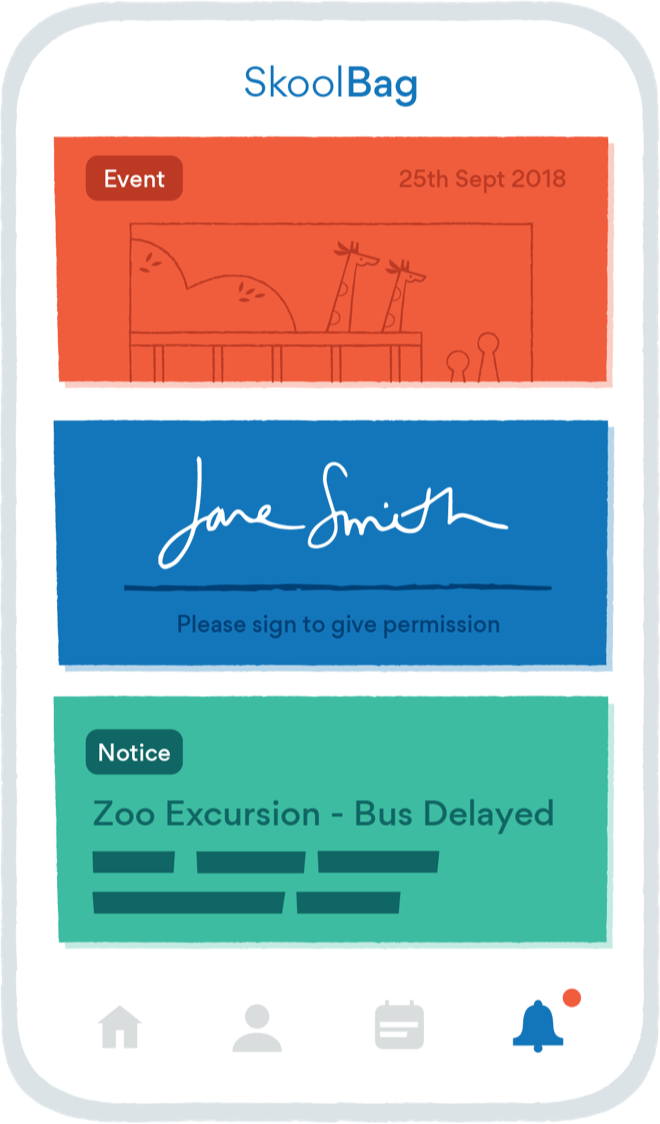 SkoolBag
Event
25th Sept 2018
Jane Smith
Please sign to give permission
Notice
Zoo Excursion - Bus Delayed